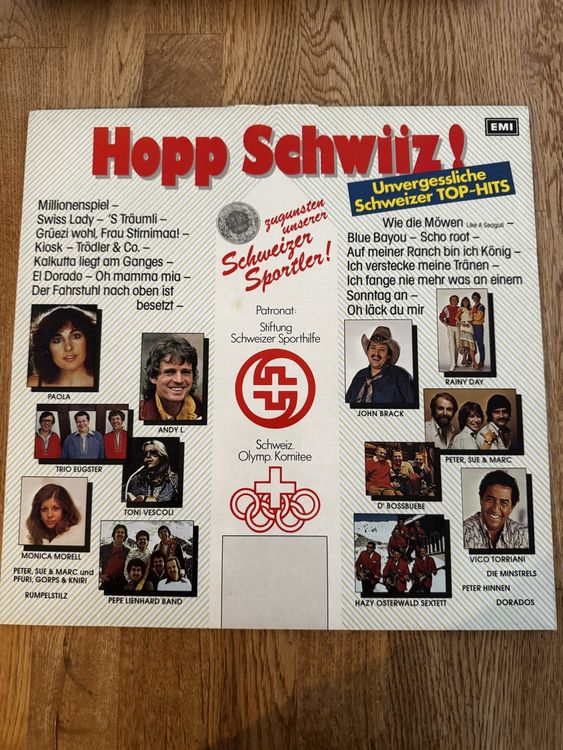 EMI
Hopp Schwiiz!
Unvergessliche
Schweizer TOP-HITS
Millionenspiel –
Swiss Lady – 'S Träumli –
Grüezi wohl, Frau Stirnimaa! –
Kiosk – Trödler & Co. –
Kalkutta liegt am Ganges –
El Dorado – Oh mamma mia –
Der Fahrstuhl nach oben ist
besetzt –
zugunsten
unserer
Schweizer
Sportler!
Wie die Möwen Like A Seagull –
Blue Bayou – Scho root –
Auf meiner Ranch bin ich König –
Ich verstecke meine Tränen –
Ich fange nie mehr was an einem
Sonntag an –
Oh läck du mir
Patronat:
Stiftung
Schweizer Sporthilfe
Schweiz.
Olymp. Komitee
PAOLA
ANDY L.
TRIO EUGSTER
TONI VESCOLI
MONICA MORELL
PETER, SUE & MARC und
PFURI, GORPS & KNIRI
RUMPELSTILZ
PEPE LIENHARD BAND
RAINY DAY
JOHN BRACK
PETER, SUE & MARC
D' BOSSBUEBE
VICO TORRIANI
HAZY OSTERWALD SEXTETT
DIE MINSTRELS
PETER HINNEN
DORADOS